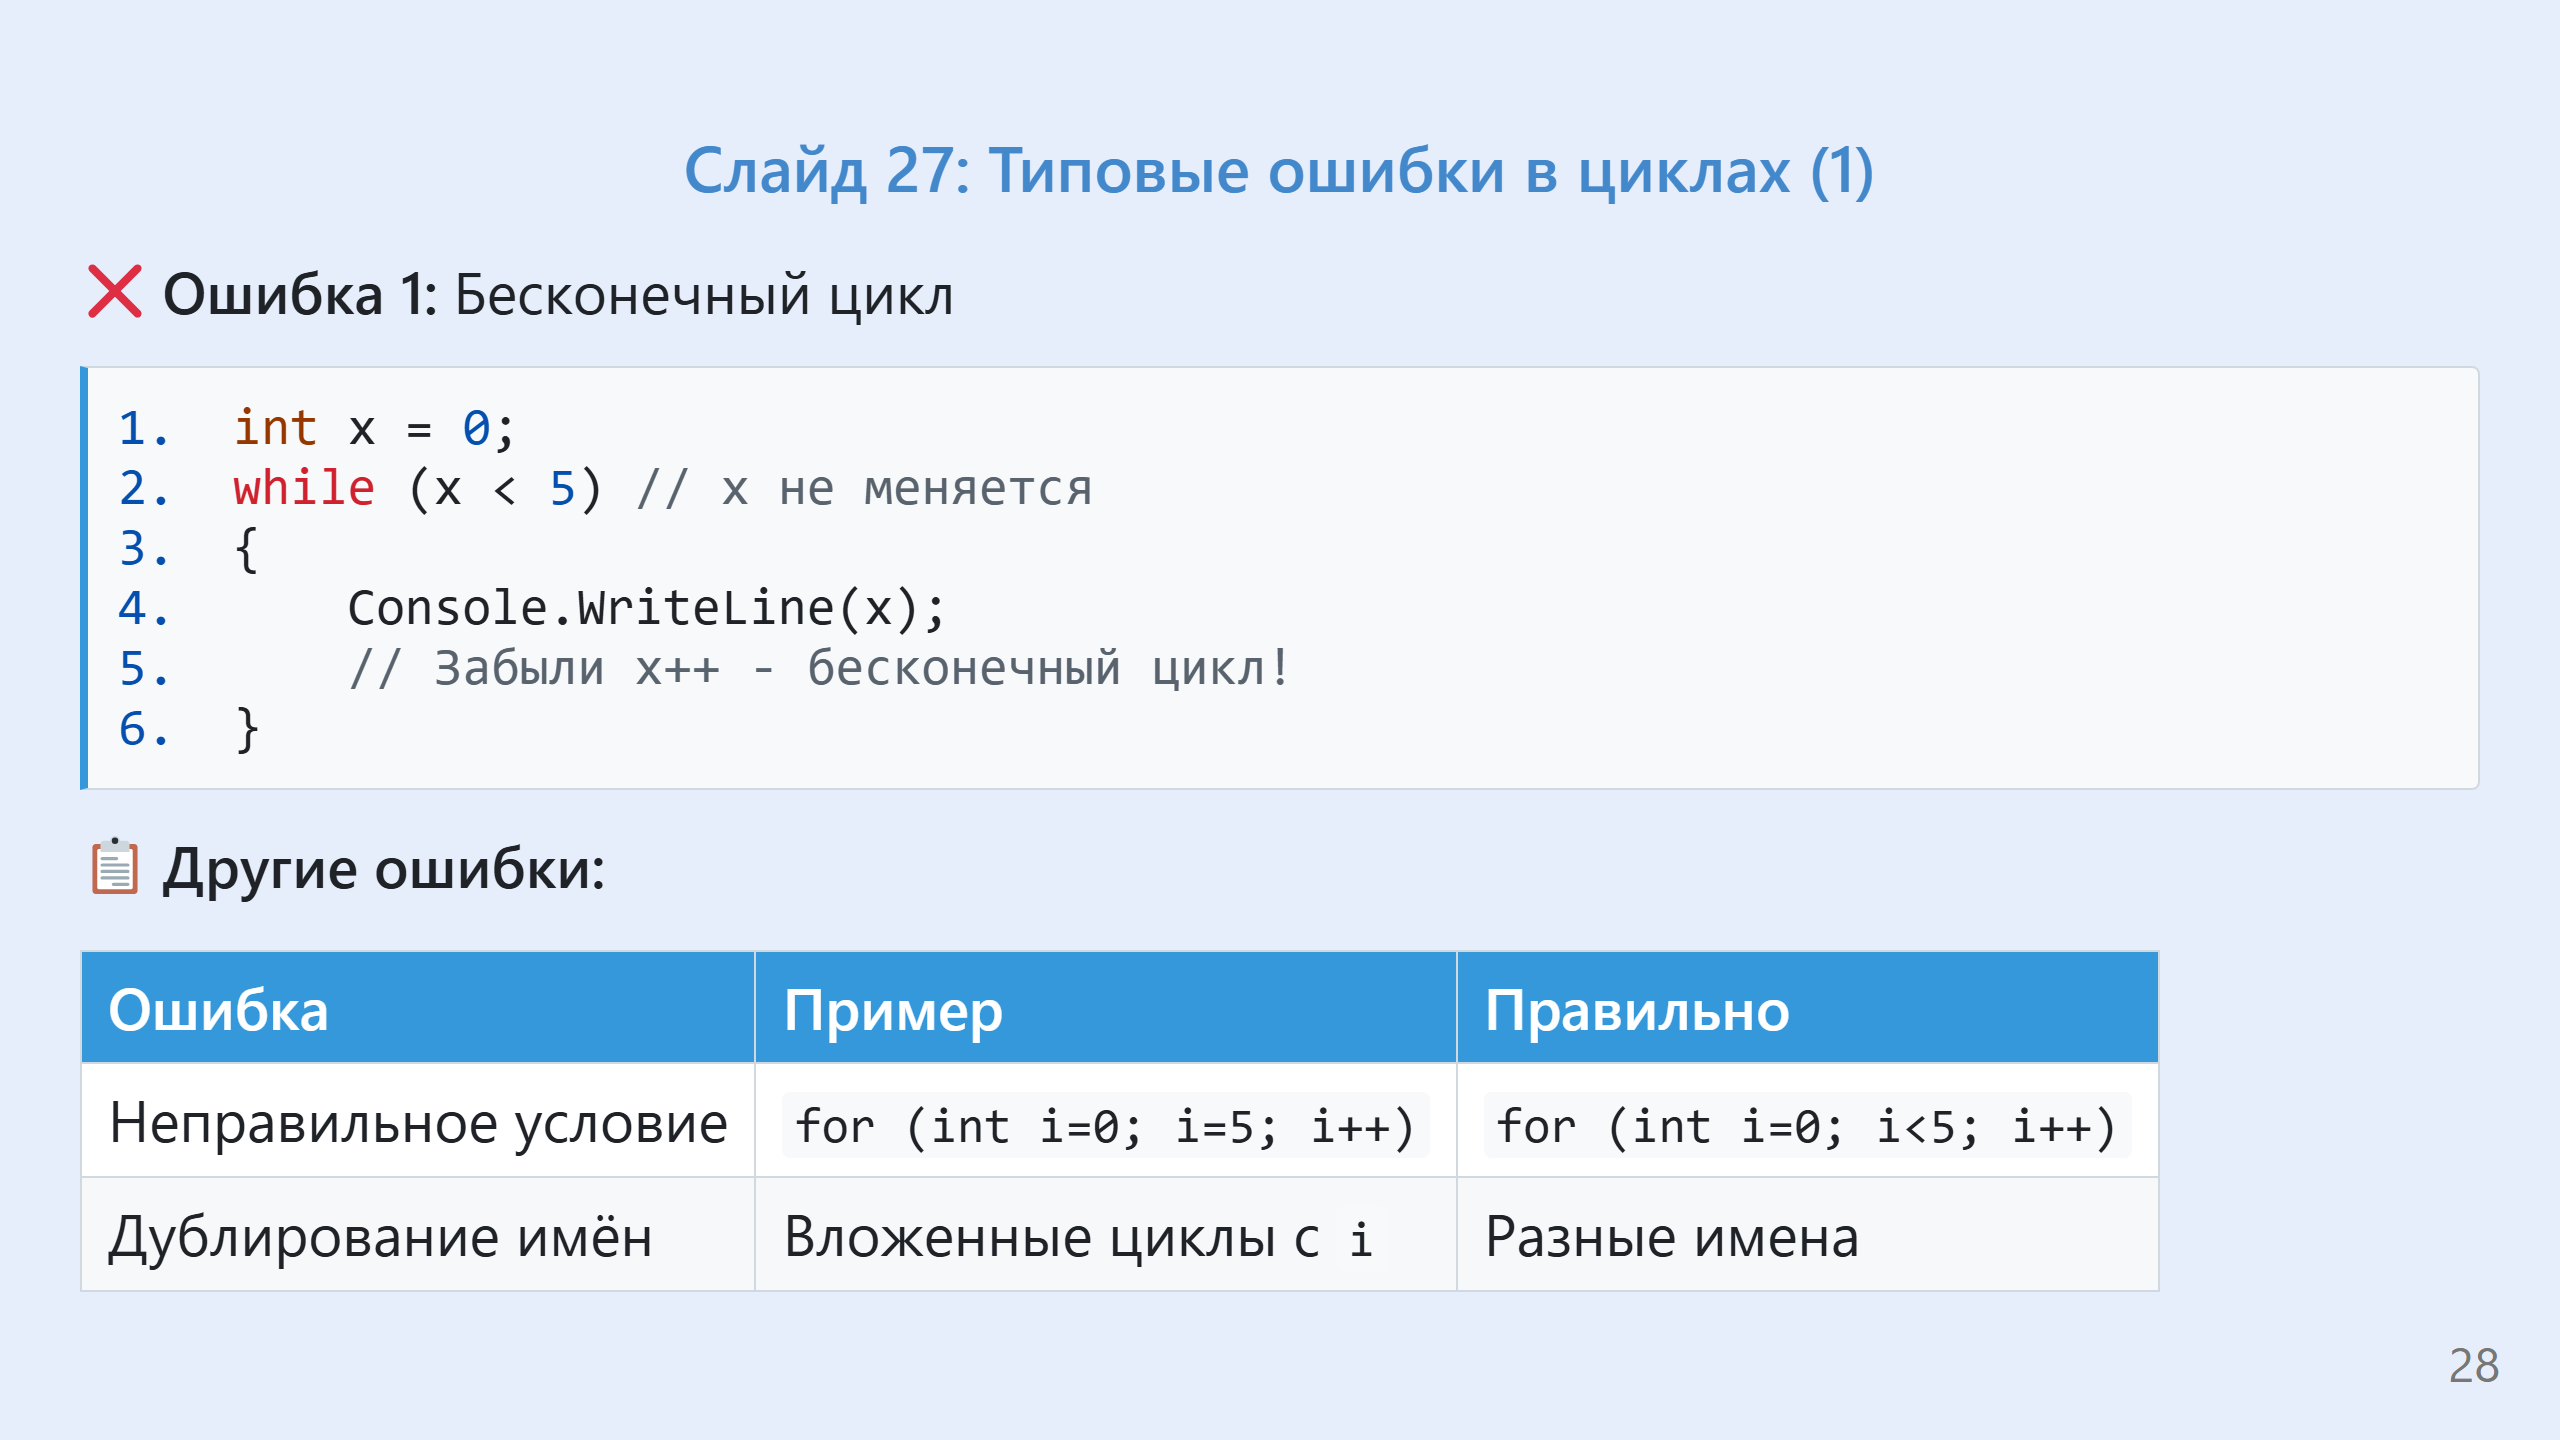 Слайд 27: Типовые ошибки в циклах (1)
❌ Ошибка 1: Бесконечный цикл
1.  int x = 0;
2.  while (x < 5) // x не меняется
3.  {
4.      Console.WriteLine(x);
5.      // Забыли x++ - бесконечный цикл!
6.  }
📋 Другие ошибки:
Ошибка Пример Правильно
Неправильное условие for (int i=0; i=5; i++) for (int i=0; i<5; i++)
Дублирование имён Вложенные циклы с i Разные имена
28